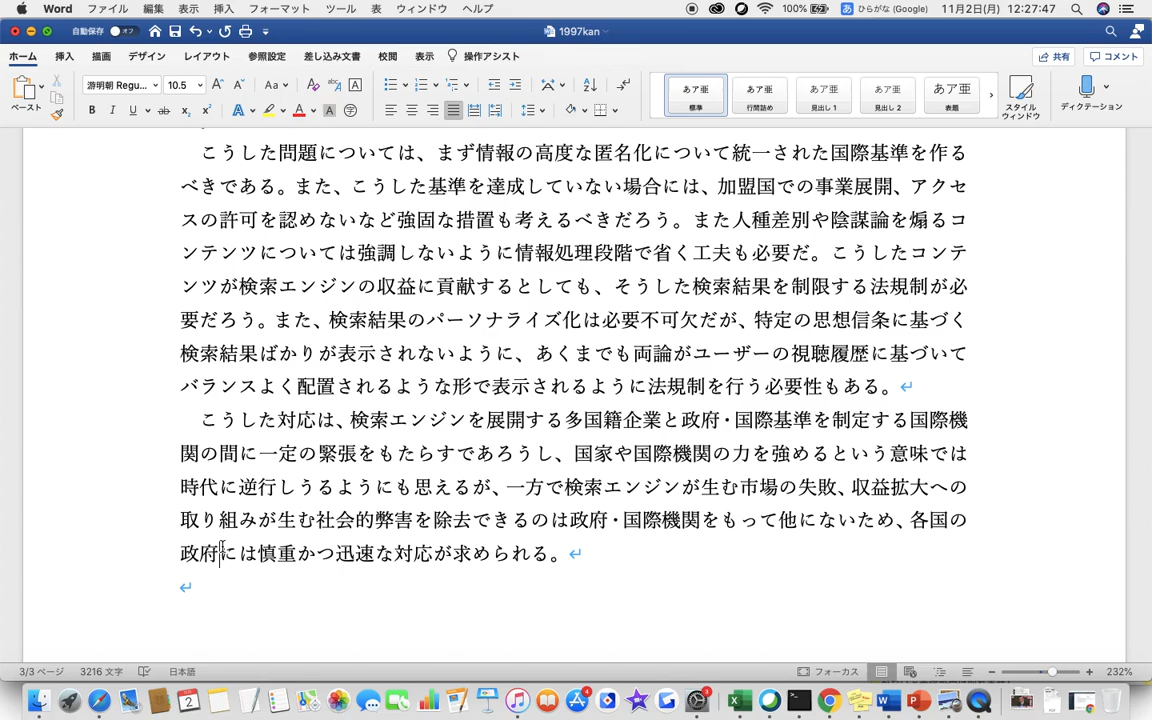 Word ファイル 編集 表示 挿入 フォーマット ツール 表 ウィンドウ ヘルプ 100% あ ひらがな (Google) 11月2日(月) 12:27:47
自動保存 オフ 1997kan
ホーム 挿入 描画 デザイン レイアウト 参照設定 差し込み文書 校閲 表示 操作アシスト 共有 コメント
ペースト 游明朝 Regu... 10.5 A A Aa A
B I U ab X₂ X² A A A 字
あア亜 標準
あア亜 行間詰め
あア亜 見出し 1
あア亜 見出し 2
あア亜 表題
スタイル ウィンドウ
ディクテーション
こうした問題については、まず情報の高度な匿名化について統一された国際基準を作る
べきである。また、こうした基準を達成していない場合には、加盟国での事業展開、アクセ
スの許可を認めないなど強固な措置も考えるべきだろう。また人種差別や陰謀論を煽るコ
ンテンツについては強調しないように情報処理段階で省く工夫も必要だ。こうしたコンテ
ンツが検索エンジンの収益に貢献するとしても、そうした検索結果を制限する法規制が必
要だろう。また、検索結果のパーソナライズ化は必要不可欠だが、特定の思想信条に基づく
検索結果ばかりが表示されないように、あくまでも両論がユーザーの視聴履歴に基づいて
バランスよく配置されるような形で表示されるように法規制を行う必要性もある。
こうした対応は、検索エンジンを展開する多国籍企業と政府・国際基準を制定する国際機
関の間に一定の緊張をもたらすであろうし、国家や国際機関の力を強めるという意味では
時代に逆行しうるようにも思えるが、一方で検索エンジンが生む市場の失敗、収益拡大への
取り組みが生む社会的弊害を除去できるのは政府・国際機関をもって他にないため、各国の
政府には慎重かつ迅速な対応が求められる。
3/3 ページ 3216 文字 日本語 フォーカス 232%